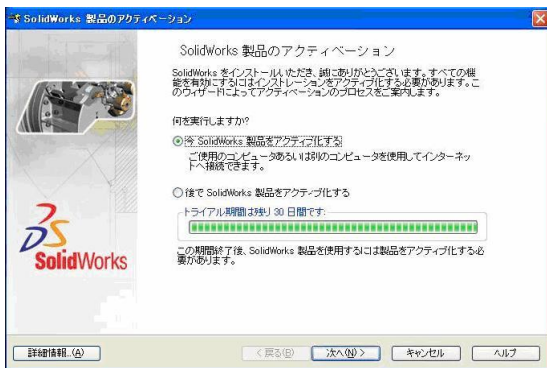 SolidWorks 製品のアクティベーション
SolidWorks 製品のアクティベーション
SolidWorks をインストールいただき、誠にありがとうございます。すべての機
能を有効にするにはインストレーションをアクティブ化する必要があります。こ
のウィザードによってアクティベーションのプロセスをご案内します。
何を実行しますか?
今 SolidWorks 製品をアクティブ化する
ご使用のコンピュータあるいは別のコンピュータを使用してインターネッ
トへ接続できます。
後で SolidWorks 製品をアクティブ化する
トライアル期間は残り 30 日間です:
この期間終了後、SolidWorks 製品を使用するには製品をアクティブ化する必
要があります。
SolidWorks
詳細情報...(A)
< 戻る(B)
次へ(N) >
キャンセル
ヘルプ